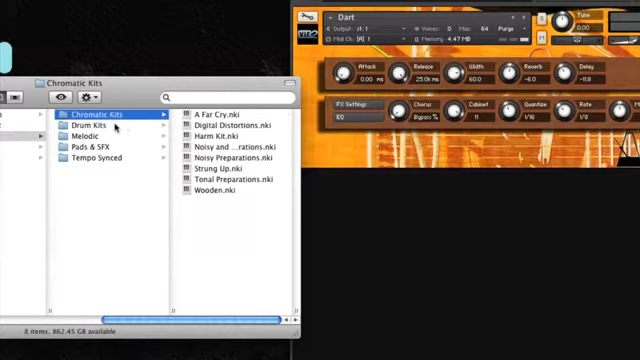 Chromatic Kits
Chromatic Kits
Drum Kits
Melodic
Pads & SFX
Tempo Synced
A Far Cry.nki
Digital Distortions.nki
Harm Kit.nki
Noisy and ...rations.nki
Noisy Preparations.nki
Strung Up.nki
Tonal Preparations.nki
Wooden.nki
8 items, 862.45 GB available
Dart
Output: st. 1
Voices: 0
Max: 64
Purge
Midi Ch: [A] 1
Memory: 4.47 MB
S
M
Tune
0.00
Attack
0.00 ms
Release
25.0k ms
Width
60.0
Reverb
-6.0
Delay
-11.8
FX Settings
EQ
Chorus
Bypass %
Cabinet
11
Quantize
1/16
Rate
1/8